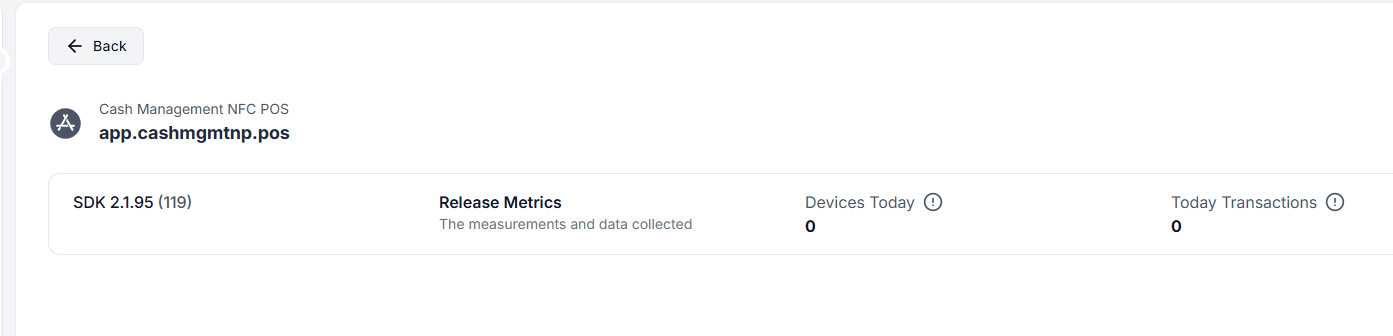 Back
Cash Management NFC POS
app.cashmgmtnp.pos
SDK 2.1.95 (119)
Release Metrics
The measurements and data collected
Devices Today
0
Today Transactions
0